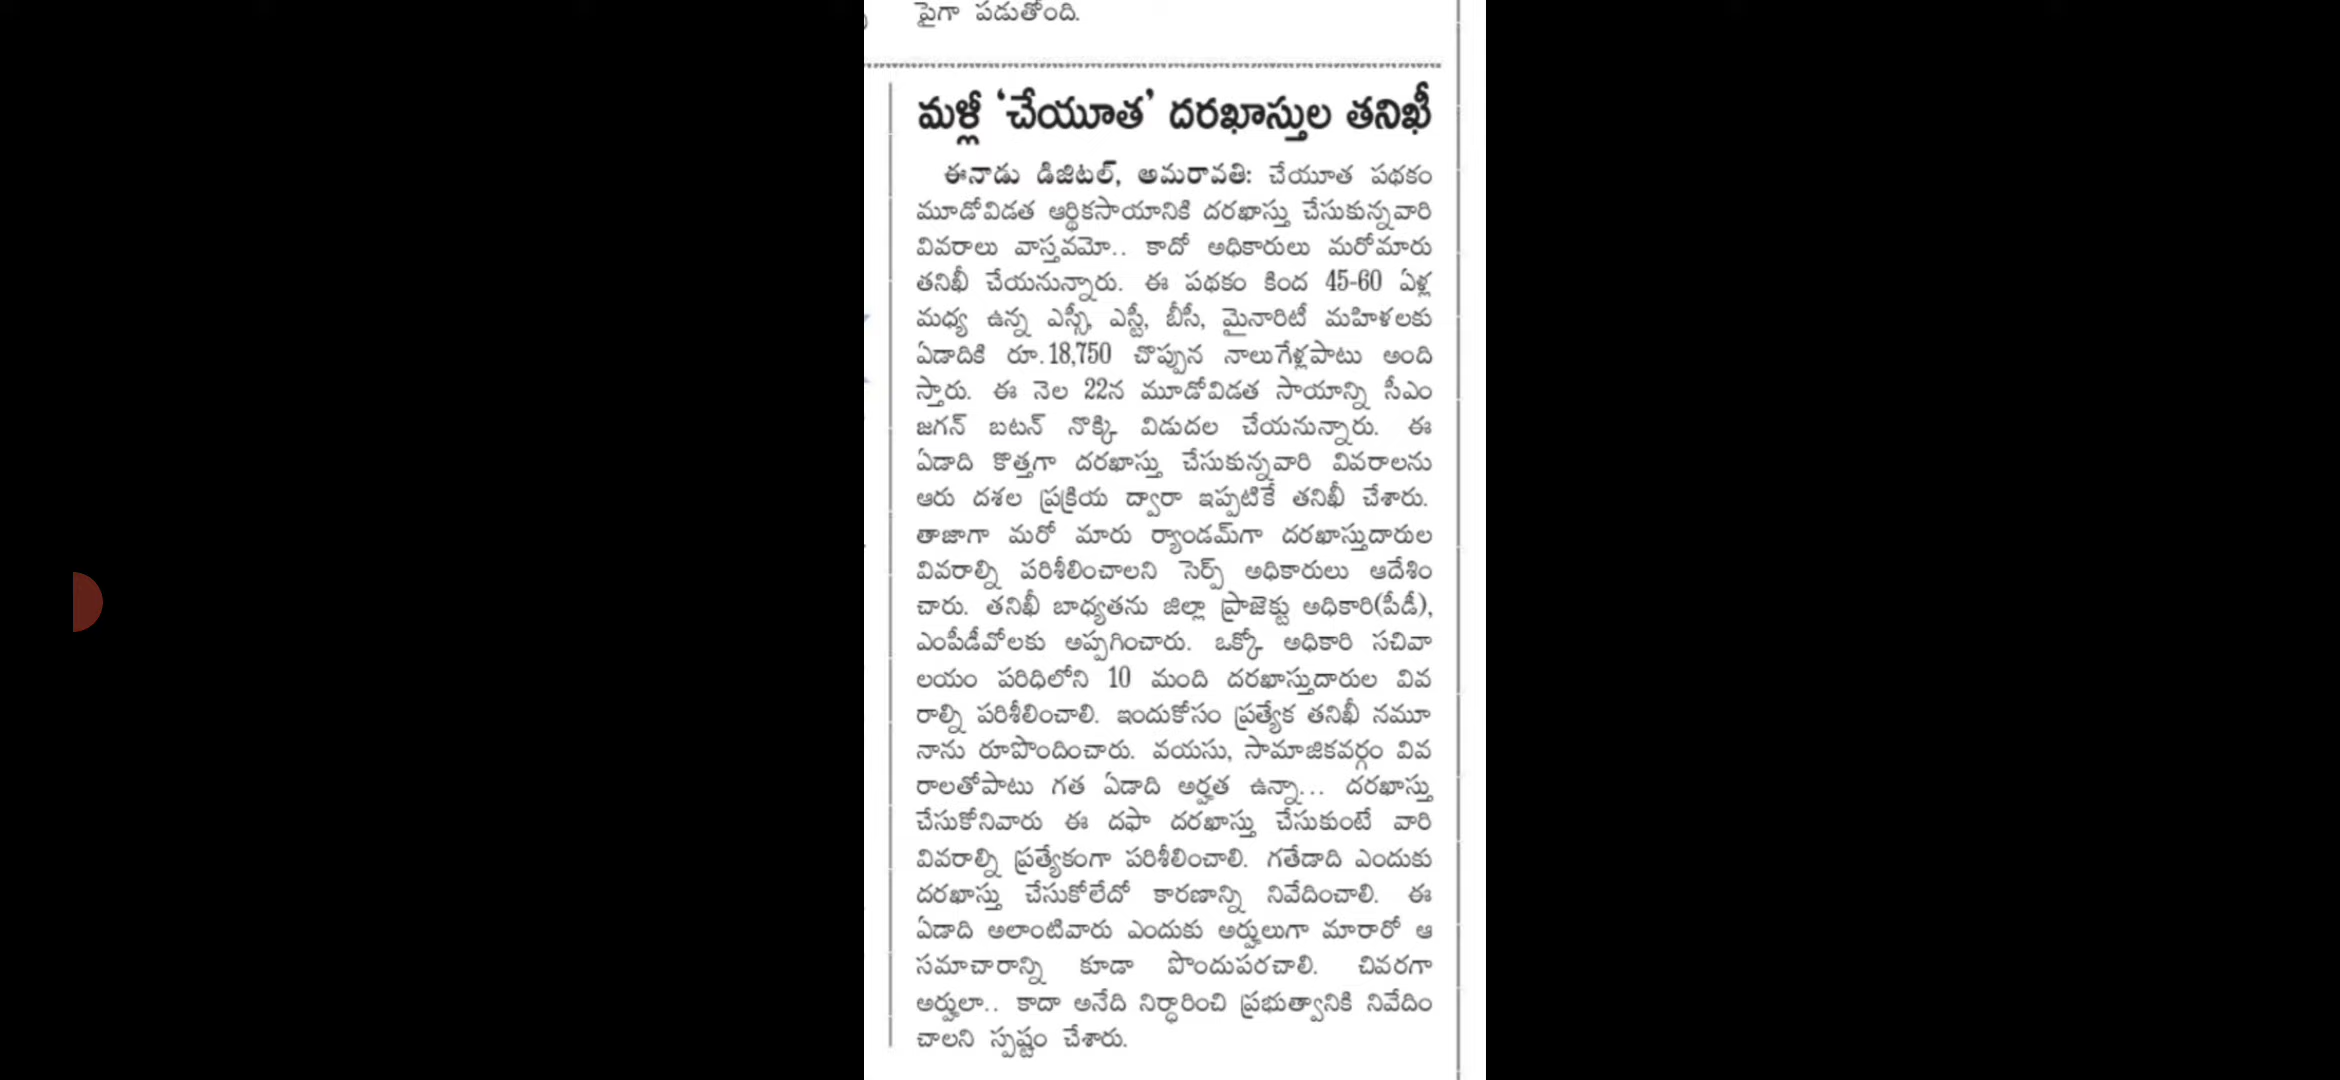 పైగా పడుతోంది.
మళ్లీ ‘చేయూత’ దరఖాస్తుల తనిఖీ
ఈనాడు డిజిటల్, అమరావతి: చేయూత పథకం
మూడోవిడత ఆర్థికసాయానికి దరఖాస్తు చేసుకున్నవారి
వివరాలు వాస్తవమో.. కాదో అధికారులు మరోమారు
తనిఖీ చేయనున్నారు. ఈ పథకం కింద 45-60 ఏళ్ల
మధ్య ఉన్న ఎస్సీ, ఎస్టీ, బీసీ, మైనారిటీ మహిళలకు
ఏడాదికి రూ.18,750 చొప్పున నాలుగేళ్లపాటు అంది
స్తారు. ఈ నెల 22న మూడోవిడత సాయాన్ని సీఎం
జగన్ బటన్ నొక్కి విడుదల చేయనున్నారు. ఈ
ఏడాది కొత్తగా దరఖాస్తు చేసుకున్నవారి వివరాలను
ఆరు దశల ప్రక్రియ ద్వారా ఇప్పటికే తనిఖీ చేశారు.
తాజాగా మరో మారు ర్యాండమ్‌గా దరఖాస్తుదారుల
వివరాల్ని పరిశీలించాలని సెర్ప్ అధికారులు ఆదేశిం
చారు. తనిఖీ బాధ్యతను జిల్లా ప్రాజెక్టు అధికారి(పీడీ),
ఎంపీడీవోలకు అప్పగించారు. ఒక్కో అధికారి సచివా
లయం పరిధిలోని 10 మంది దరఖాస్తుదారుల వివ
రాల్ని పరిశీలించాలి. ఇందుకోసం ప్రత్యేక తనిఖీ నమూ
నాను రూపొందించారు. వయసు, సామాజికవర్గం వివ
రాలతోపాటు గత ఏడాది అర్హత ఉన్నా... దరఖాస్తు
చేసుకోనివారు ఈ దఫా దరఖాస్తు చేసుకుంటే వారి
వివరాల్ని ప్రత్యేకంగా పరిశీలించాలి. గతేడాది ఎందుకు
దరఖాస్తు చేసుకోలేదో కారణాన్ని నివేదించాలి. ఈ
ఏడాది అలాంటివారు ఎందుకు అర్హులుగా మారారో ఆ
సమాచారాన్ని కూడా పొందుపరచాలి. చివరగా
అర్హులా.. కాదా అనేది నిర్ధారించి ప్రభుత్వానికి నివేదిం
చాలని స్పష్టం చేశారు.